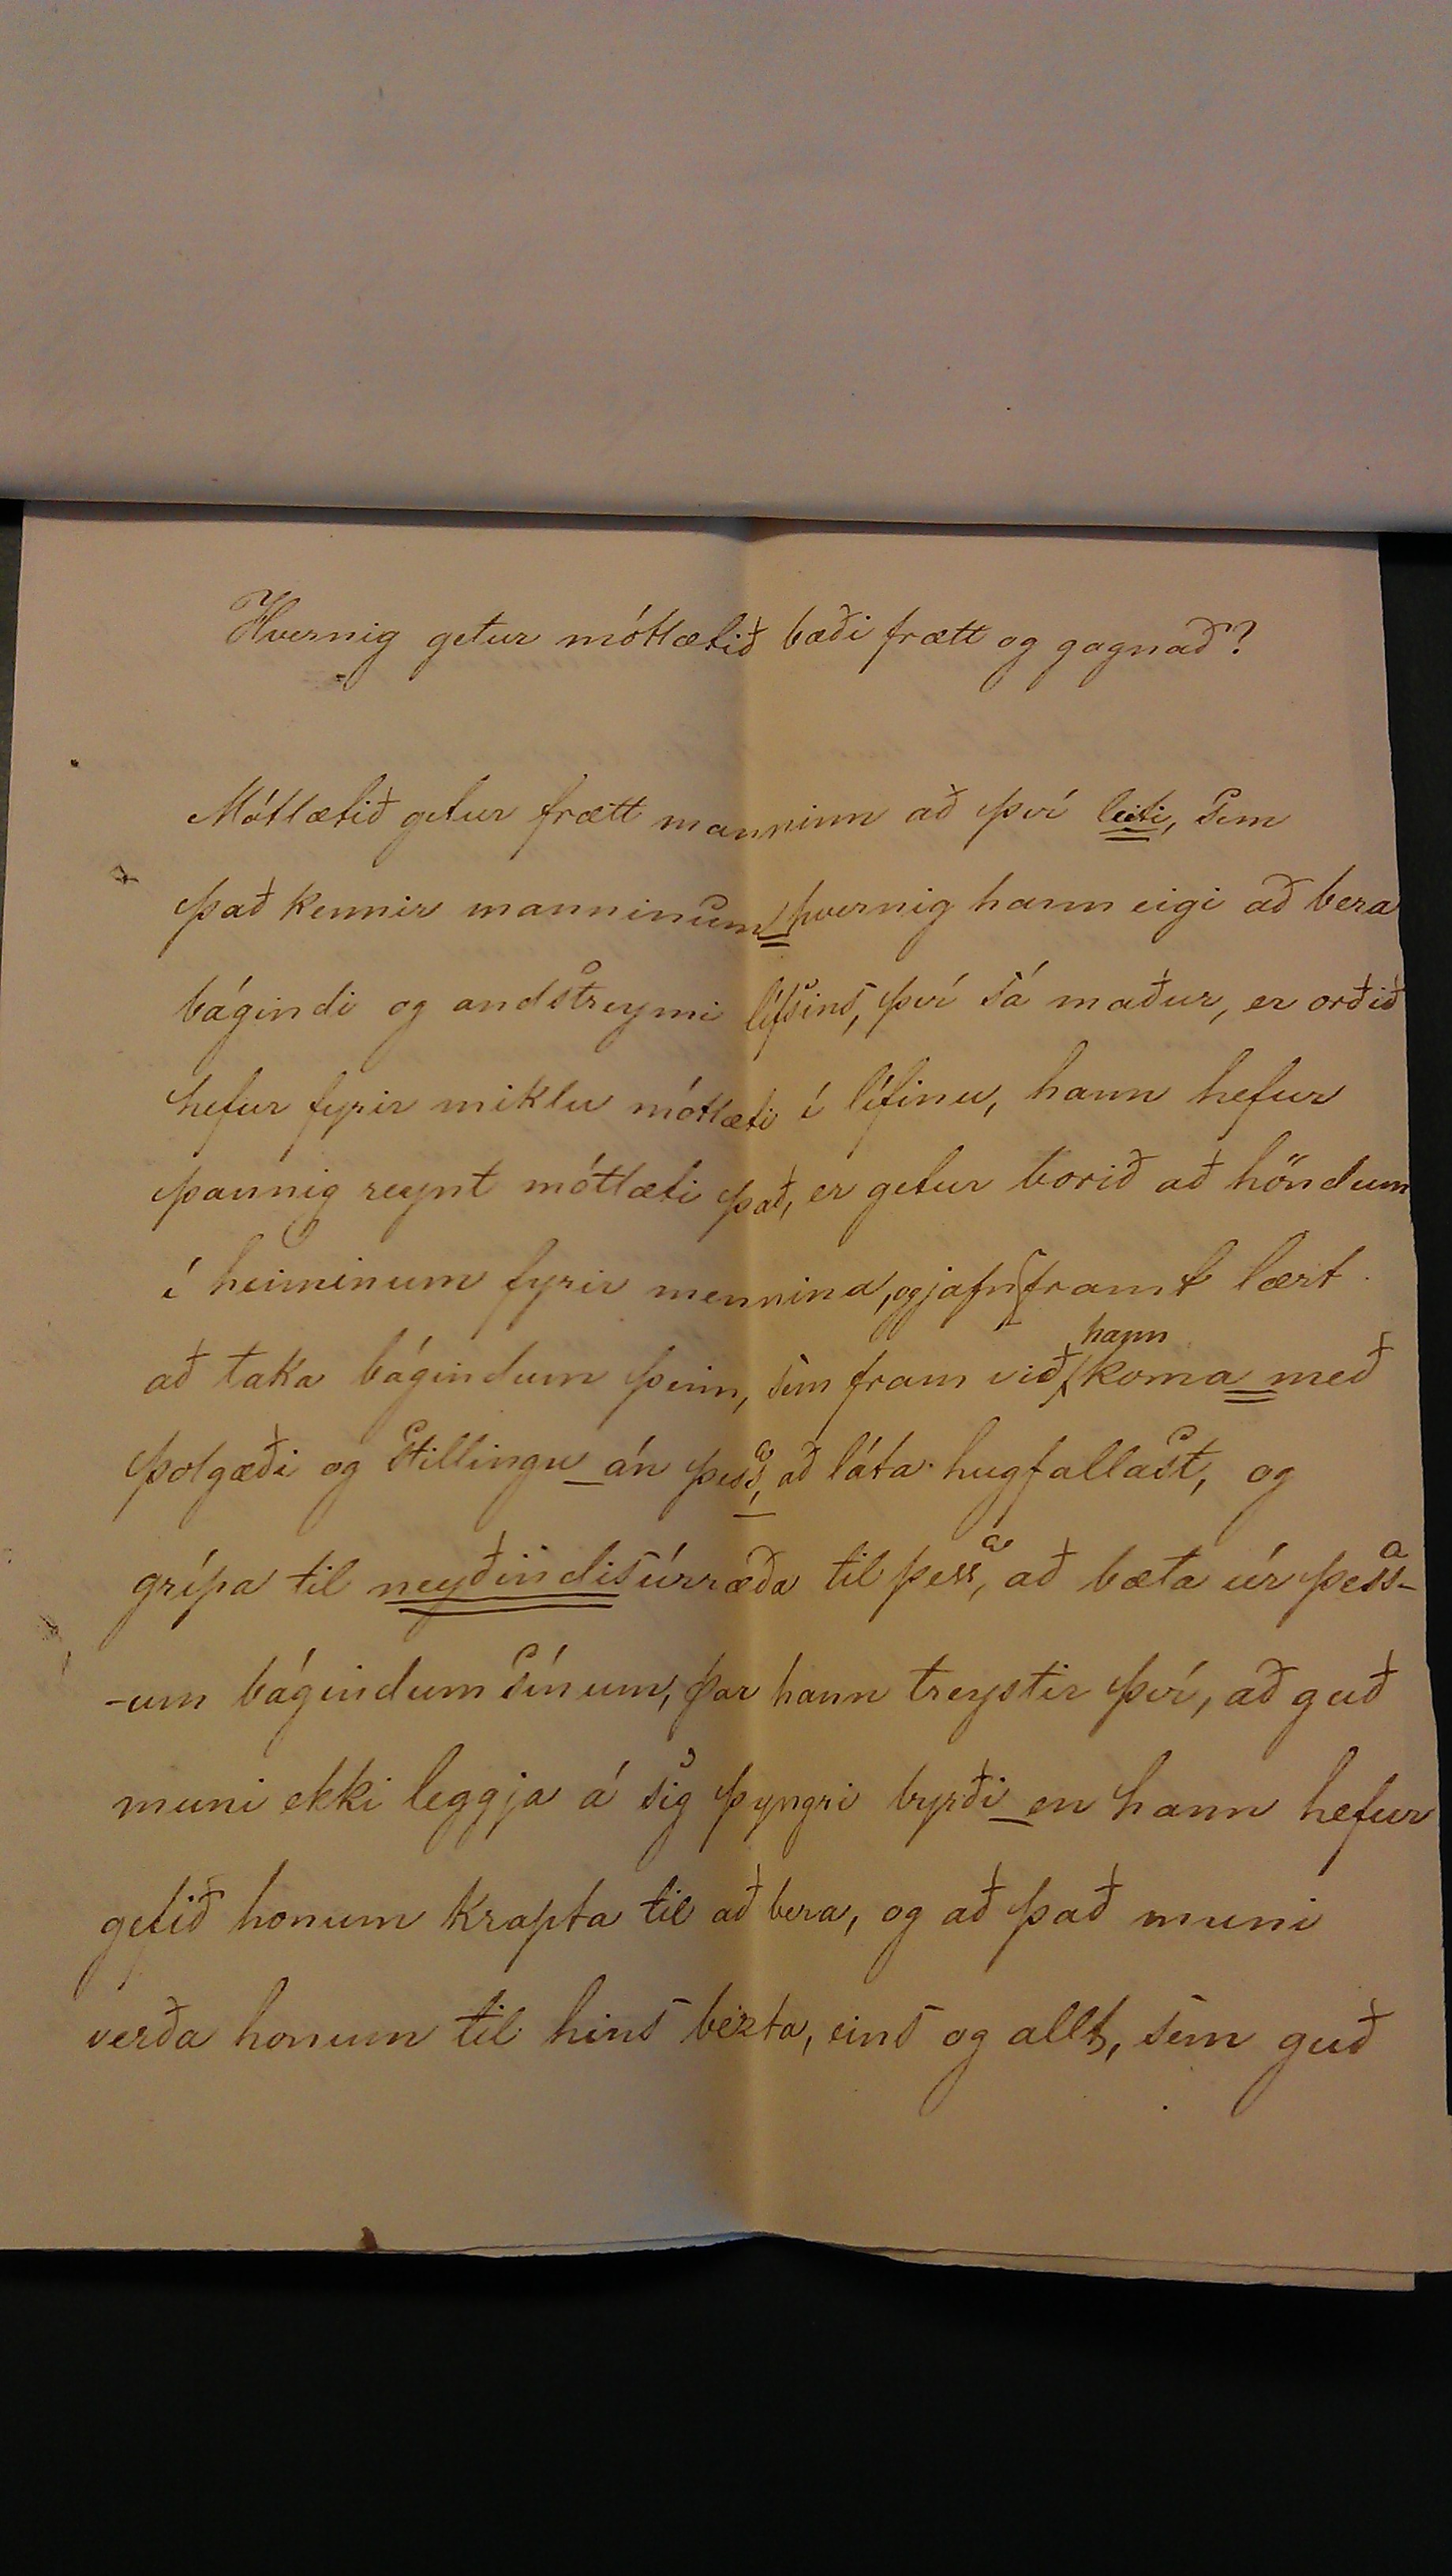 Hvernig getur mótlætið bæði frætt og gagnað?
Mótlætið getur frætt manninn að því leiti, sem
það kennir manninum hvernig hann eigi að bera
bágindi og andstreymi lífsins, því sá maður, er orðið
hefur fyrir miklu mótlæti í lífinu, hann hefur
þannig reynt mótlæti það, er getur borið að höndum
í heiminum fyrir mennina, og jafnframt lært
hann
að taka bágindum þeim, sem fram við koma með
þolgæði og stillingu án þess, að láta hugfallast, og
grípa til neyðindisúrræða til þess, að bæta úr þess-
-um bágindum sínum, þar hann treystir því, að guð
muni ekki leggja á sig þyngri byrði en hann hefur
gefið honum krapta til að bera, og að það muni
verða honum til hins bezta, eins og allt, sem guð